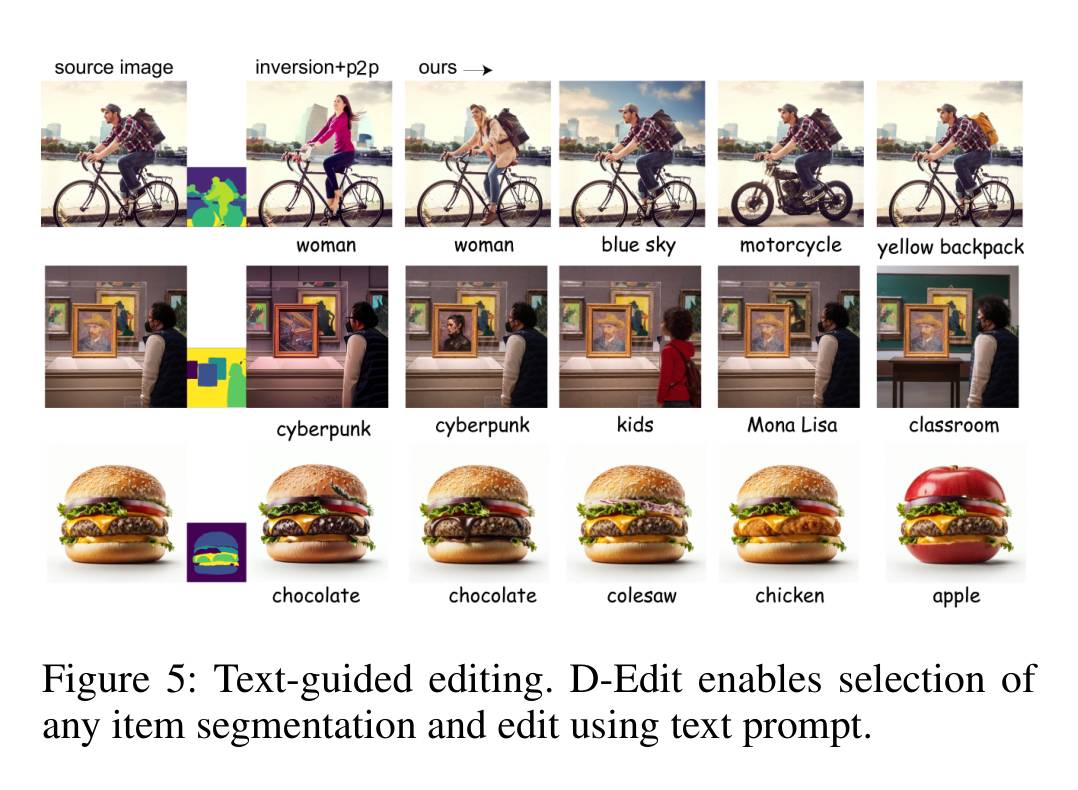 source image inversion+p2p ours
woman woman blue sky motorcycle yellow backpack
cyberpunk cyberpunk kids Mona Lisa classroom
chocolate chocolate colesaw chicken apple
Figure 5: Text-guided editing. D-Edit enables selection of
any item segmentation and edit using text prompt.